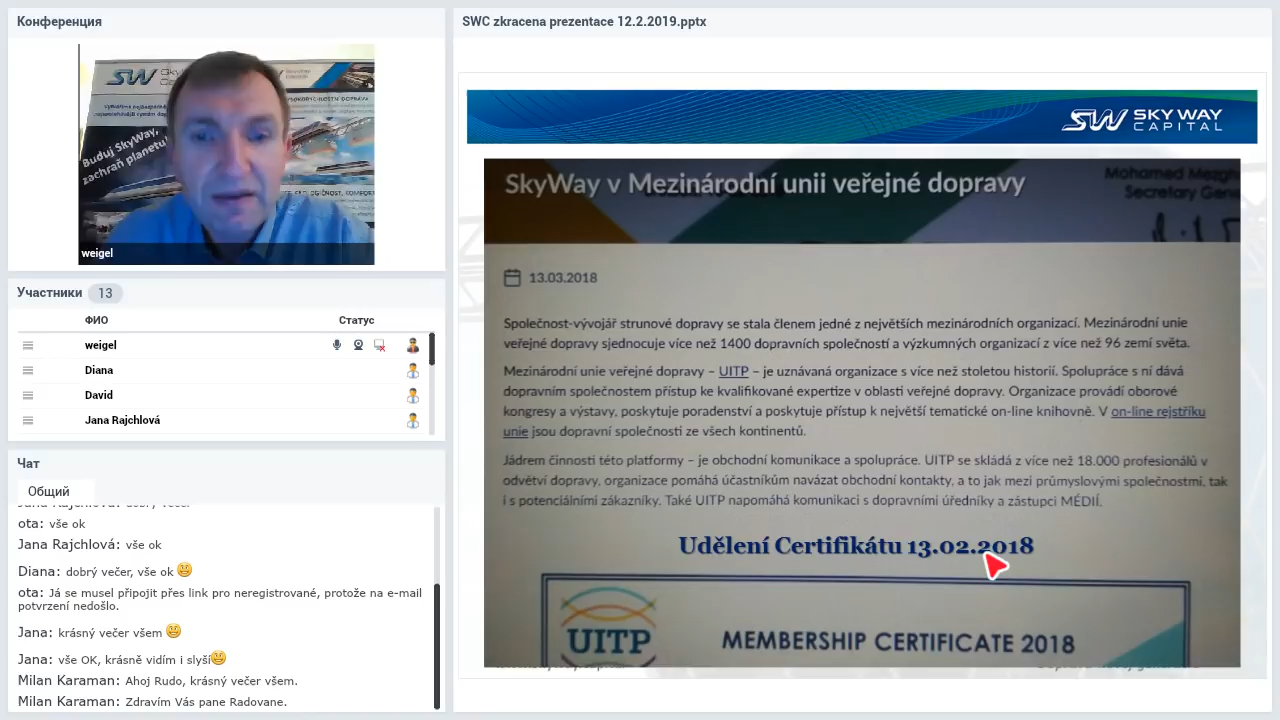 Конференция
SkyWay
SW
Buduj SkyWay,
zachraň planetu
weigel
Участники 13
ФИО Статус
weigel
Diana
David
Jana Rajchlová
Чат
Общий
ota: vše ok
Jana Rajchlová: vše ok
Diana: dobrý večer, vše ok
ota: Já se musel připojit přes link pro neregistrované, protože na e-mail
potvrzení nedošlo.
Jana: krásný večer všem
Jana: vše OK, krásně vidím i slyší
Milan Karaman: Ahoj Rudo, krásný večer všem.
Milan Karaman: Zdravím Vás pane Radovane.
SWC zkracena prezentace 12.2.2019.pptx
SW SKY WAY
CAPITAL
Mohamed
Secretary
SkyWay v Mezinárodní unii veřejné dopravy
13.03.2018
Společnost-vývojář strunové dopravy se stala členem jedné z největších mezinárodních organizací. Mezinárodní unie
veřejné dopravy sjednocuje více než 1400 dopravních společností a výzkumných organizací z více než 96 zemí světa.
Mezinárodní unie veřejné dopravy – UITP – je uznávaná organizace s více než stoletou historií. Spolupráce s ní dává
dopravním společnostem přístup ke kvalifikované expertize v oblasti veřejné dopravy. Organizace provádí oborové
kongresy a výstavy, poskytuje poradenství a poskytuje přístup k největší tematické on-line knihovně. V on-line rejstříku
unie jsou dopravní společnosti ze všech kontinentů.
Jádrem činnosti této platformy – je obchodní komunikace a spolupráce. UITP se skládá z více než 18.000 profesionálů v
odvětví dopravy, organizace pomáhá účastníkům navázat obchodní kontakty, a to jak mezi průmyslovými společnostmi, tak
i s potenciálními zákazníky. Také UITP napomáhá komunikaci s dopravními úředníky a zástupci MÉDIÍ.
Udělení Certifikátu 13.02.2018
UITP MEMBERSHIP CERTIFICATE 2018